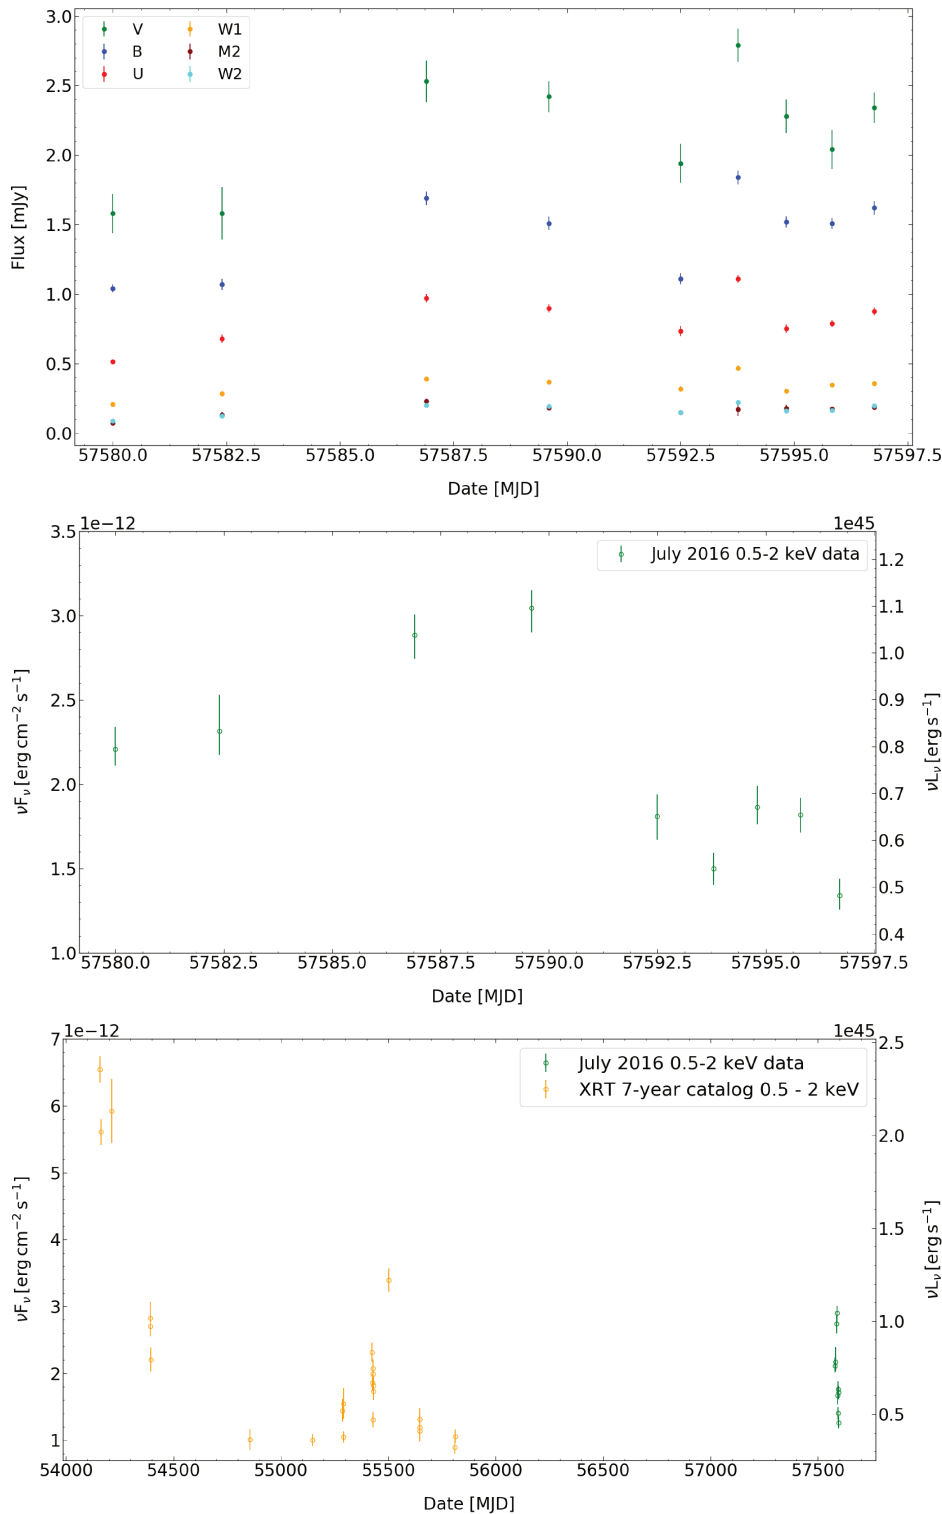 3.0
2.5
2.0
1.5
1.0
0.5
0.0
Flux [mJy]
V W1
B M2
U W2
57580.0 57582.5 57585.0 57587.5 57590.0 57592.5 57595.0 57597.5
Date [MJD]
1e−12 1e45
3.5
3.0
2.5
2.0
1.5
1.0
νFν [erg cm−2 s−1]
July 2016 0.5-2 keV data
1.2
1.1
1.0
0.9
0.8
0.7
0.6
0.5
0.4
νLν [erg s−1]
57580.0 57582.5 57585.0 57587.5 57590.0 57592.5 57595.0 57597.5
Date [MJD]
1e−12 1e45
7
6
5
4
3
2
1
νFν [erg cm−2 s−1]
July 2016 0.5-2 keV data
XRT 7-year catalog 0.5 - 2 keV
2.5
2.0
1.5
1.0
0.5
νLν [erg s−1]
54000 54500 55000 55500 56000 56500 57000 57500
Date [MJD]